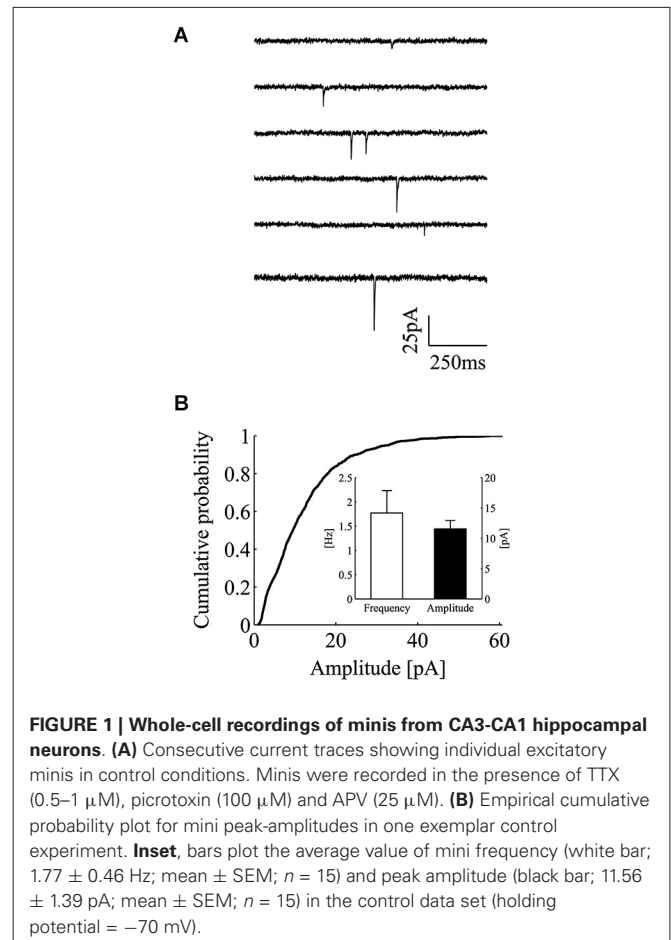 A
25pA
250ms
B
Cumulative probability
1
0.8
0.6
0.4
0.2
0
0
20
40
60
Amplitude [pA]
2.5
2
1.5
1
0.5
0
[Hz]
20
15
10
5
0
[pA]
Frequency
Amplitude
FIGURE 1 | Whole-cell recordings of minis from CA3-CA1 hippocampal
neurons. (A) Consecutive current traces showing individual excitatory
minis in control conditions. Minis were recorded in the presence of TTX
(0.5–1 μM), picrotoxin (100 μM) and APV (25 μM). (B) Empirical cumulative
probability plot for mini peak-amplitudes in one exemplar control
experiment. Inset, bars plot the average value of mini frequency (white bar;
1.77 ± 0.46 Hz; mean ± SEM; n = 15) and peak amplitude (black bar; 11.56
± 1.39 pA; mean ± SEM; n = 15) in the control data set (holding
potential = −70 mV).